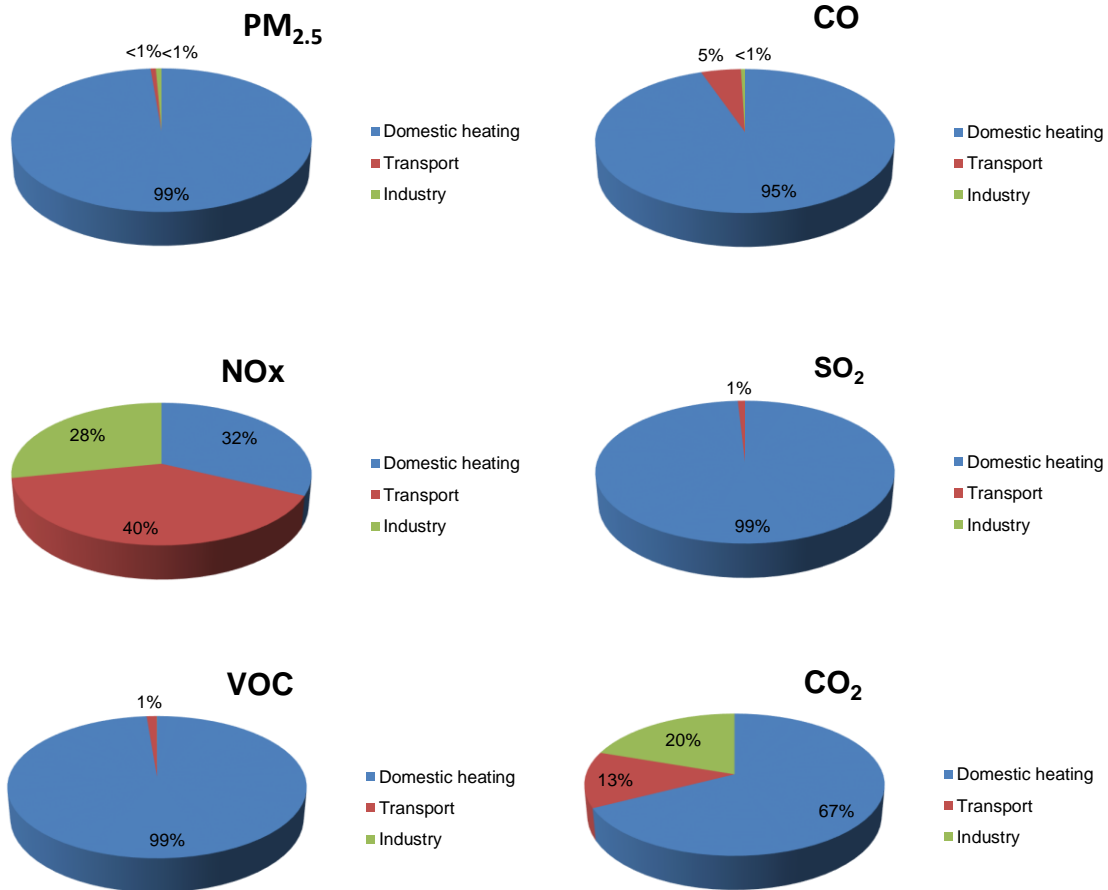 PM2.5
<1% <1%
99%
Domestic heating
Transport
Industry
CO
5% <1%
95%
Domestic heating
Transport
Industry
NOx
28% 32%
40%
Domestic heating
Transport
Industry
SO2
1%
99%
Domestic heating
Transport
Industry
VOC
1%
99%
Domestic heating
Transport
Industry
CO2
20%
13%
67%
Domestic heating
Transport
Industry